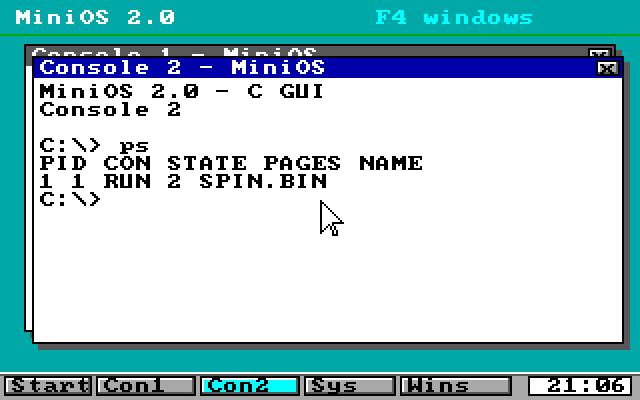 MiniOS 2.0 F4 windows
Console 1 - MiniOS
Console 2 - MiniOS
MiniOS 2.0 - C GUI
Console 2
C:\> ps
PID CON STATE PAGES NAME
1 1 RUN 2 SPIN.BIN
C:\>
Start Con1 Con2 Sys Wins 21:06